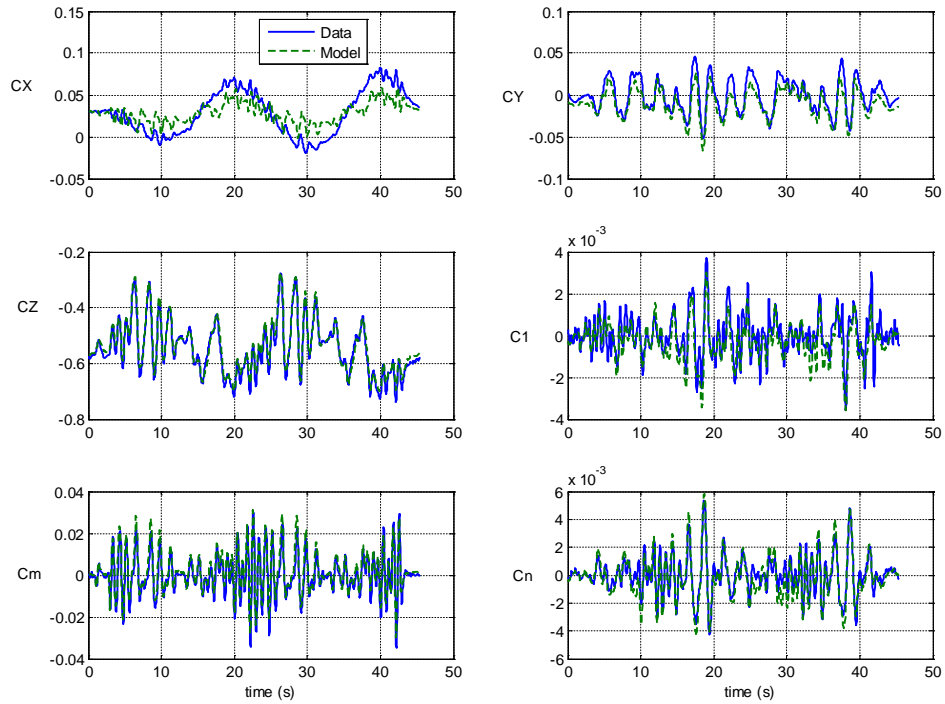 0.15
0.1
0.05
0
-0.05
CX
Data
Model
0 10 20 30 40 50
0.1
0.05
0
-0.05
-0.1
CY
0 10 20 30 40 50
-0.2
-0.4
-0.6
-0.8
CZ
0 10 20 30 40 50
x 10-3
4
2
0
-2
-4
C1
0 10 20 30 40 50
0.04
0.02
0
-0.02
-0.04
Cm
0 10 20 30 40 50
time (s)
x 10-3
6
4
2
0
-2
-4
-6
Cn
0 10 20 30 40 50
time (s)